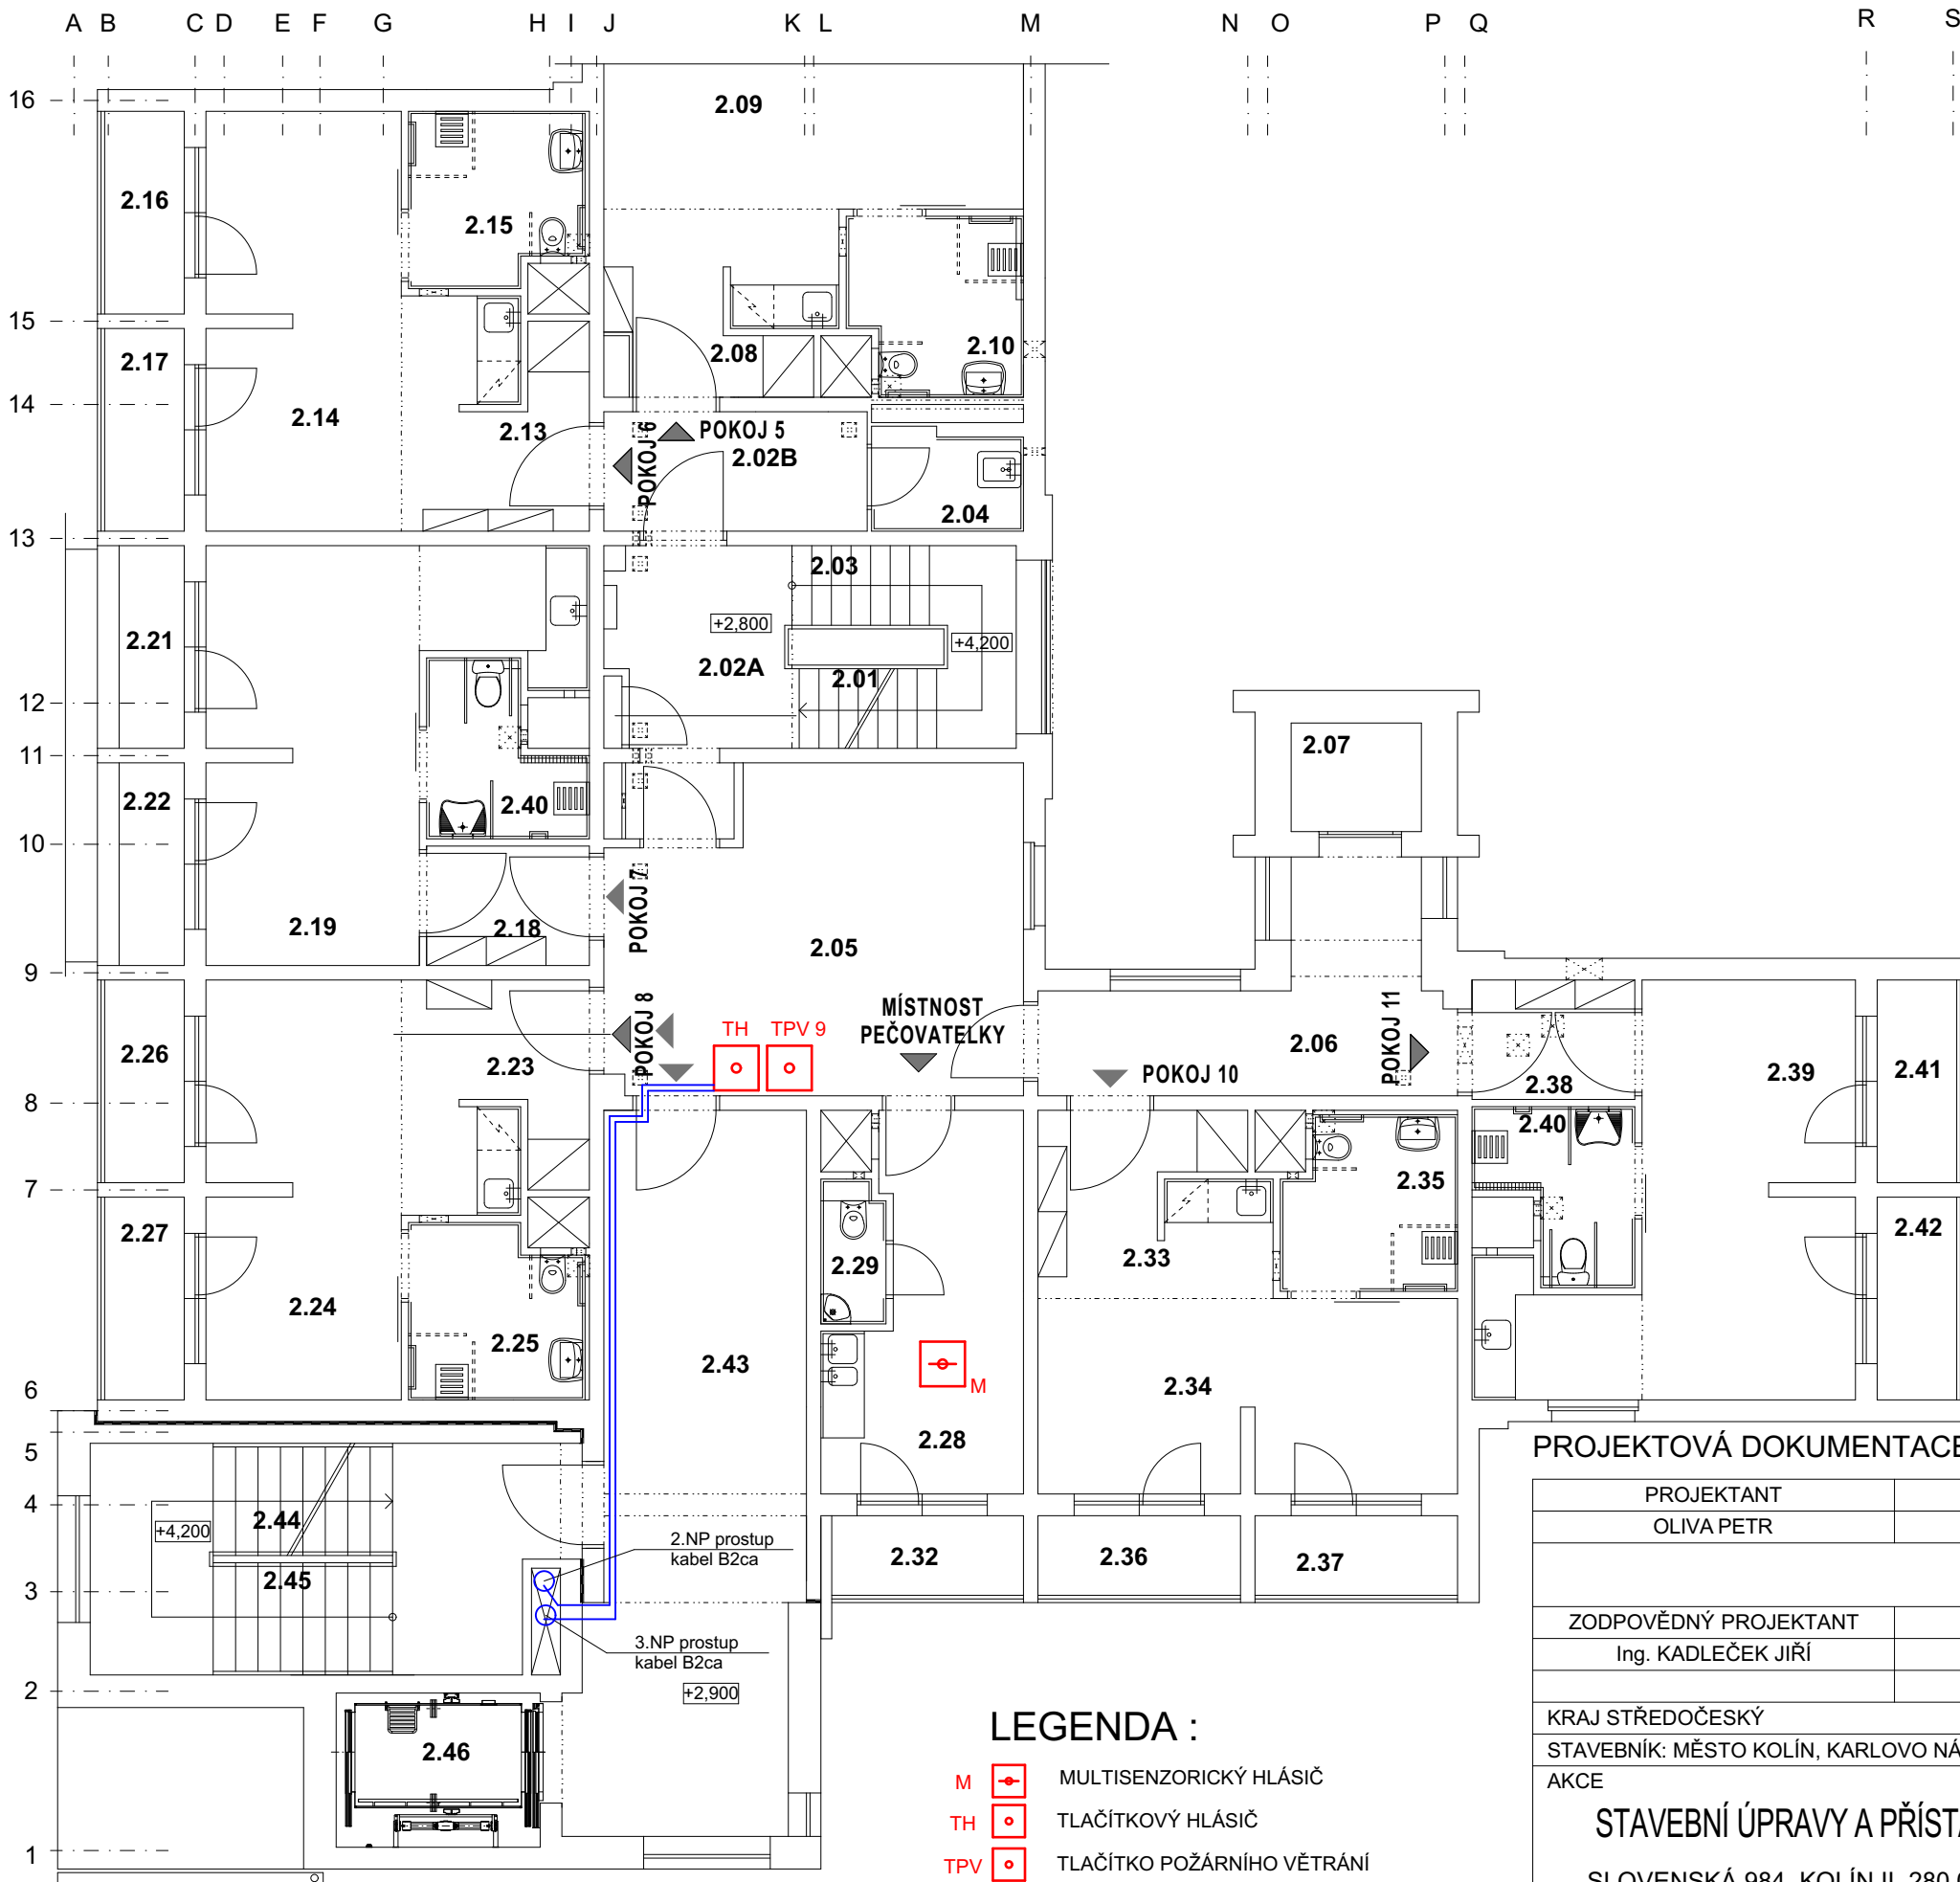 A B C D E F G H I J K L M N O P Q R S
16
2.09
2.16
2.15
15
2.17
2.08
2.10
14
2.14
2.13
POKOJ 6
POKOJ 5
2.02B
2.04
13
2.03
+2,800
2.21
2.02A
+4,200
2.01
12
11
2.07
2.22
2.40
10
POKOJ 7
2.19
2.18
2.05
9
MÍSTNOST
PEČOVATELKY
POKOJ 8
TH
TPV 9
POKOJ 11
2.26
2.23
2.06
POKOJ 10
2.39
2.41
2.38
8
2.40
7
2.35
2.27
2.42
2.29
2.33
2.24
2.25
2.43
M
2.34
6
2.28
5
PROJEKTOVÁ DOKUMENTACE
4
PROJEKTANT
2.44
+4,200
OLIVA PETR
2.NP prostup
kabel B2ca
2.32
2.36
2.37
3
2.45
ZODPOVĚDNÝ PROJEKTANT
3.NP prostup
kabel B2ca
Ing. KADLEČEK JIŘÍ
2
+2,900
KRAJ STŘEDOČESKÝ
LEGENDA :
2.46
STAVEBNÍK: MĚSTO KOLÍN, KARLOVO NÁ
M MULTISENZORICKÝ HLÁSIČ
AKCE
TH TLAČÍTKOVÝ HLÁSIČ
STAVEBNÍ ÚPRAVY A PŘÍSTA
1
TPV TLAČÍTKO POŽÁRNÍHO VĚTRÁNÍ
SLOVENSKÁ 984, KOLÍN II, 280